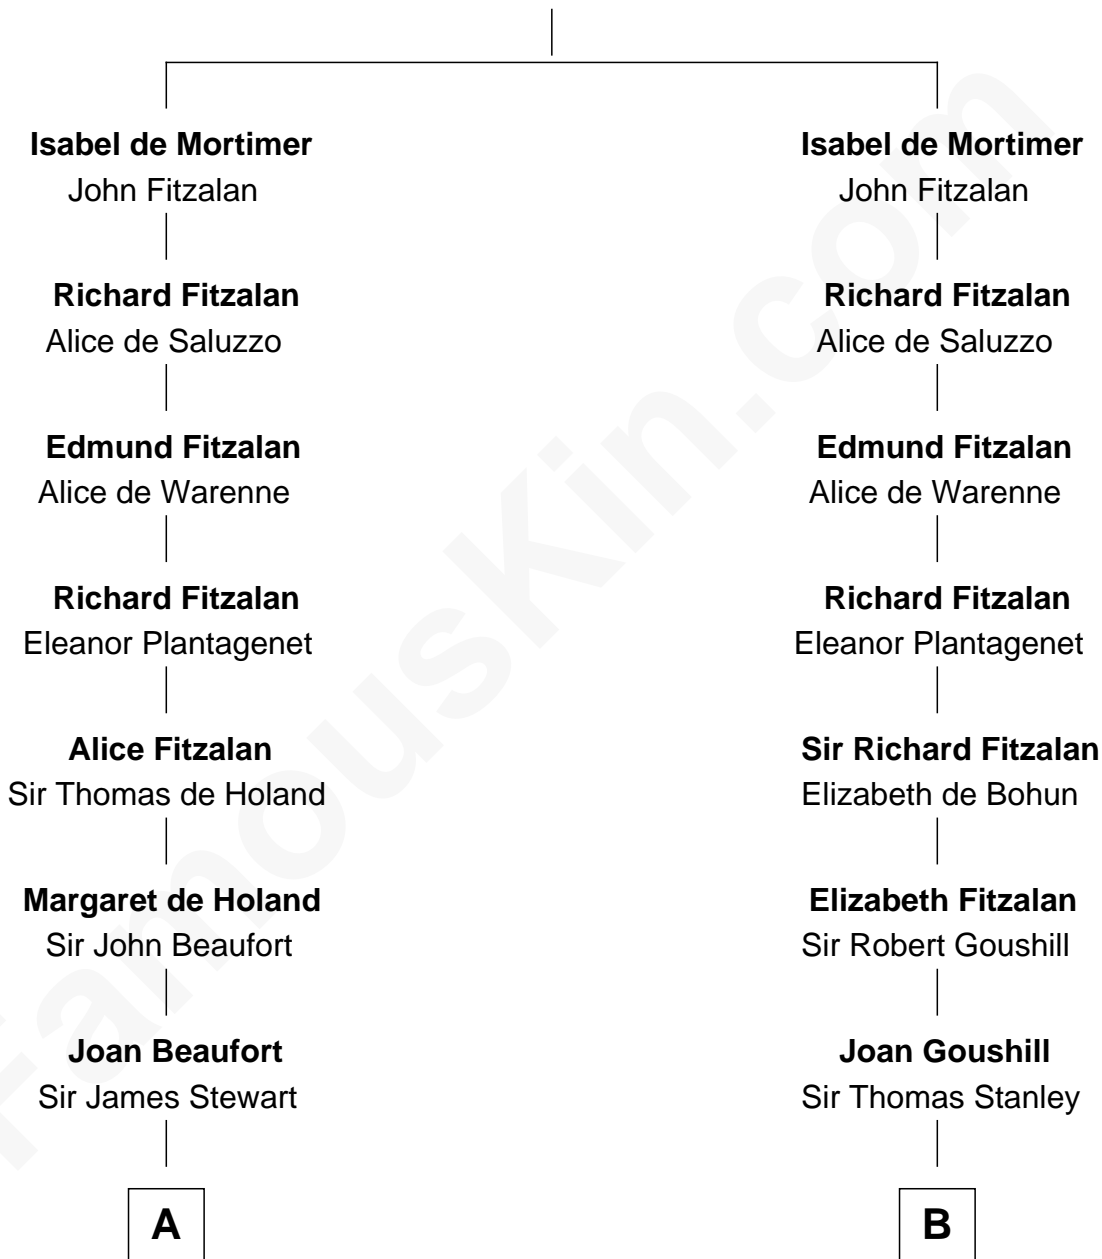 Isabel de Mortimer
John Fitzalan
Richard Fitzalan
Alice de Saluzzo
Edmund Fitzalan
Alice de Warenne
Richard Fitzalan
Eleanor Plantagenet
Alice Fitzalan
Sir Thomas de Holand
Margaret de Holand
Sir John Beaufort
Joan Beaufort
Sir James Stewart
A
Isabel de Mortimer
John Fitzalan
Richard Fitzalan
Alice de Saluzzo
Edmund Fitzalan
Alice de Warenne
Richard Fitzalan
Eleanor Plantagenet
Sir Richard Fitzalan
Elizabeth de Bohun
Elizabeth Fitzalan
Sir Robert Goushill
Joan Goushill
Sir Thomas Stanley
B
FamousKin.com